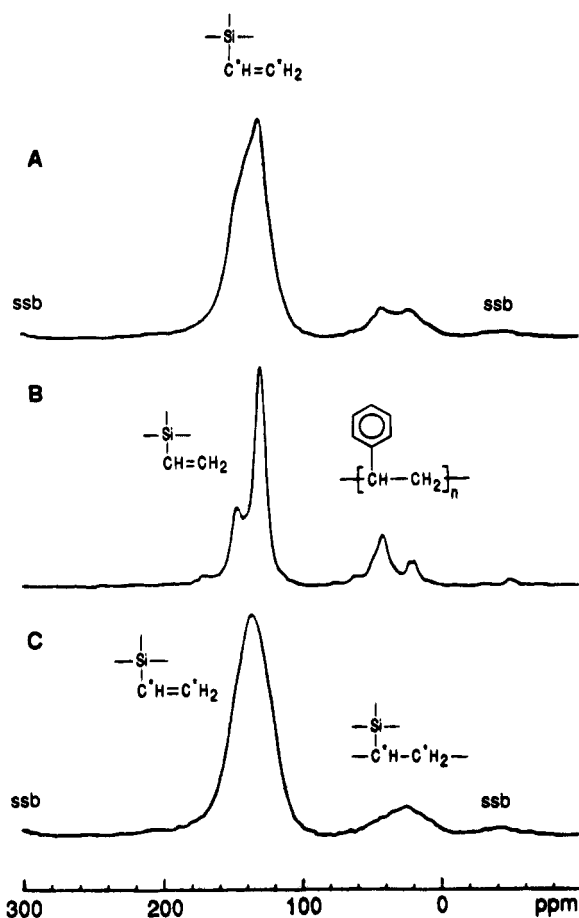 Si
C*H=C*H2
A
ssb
ssb
B
Si
CH=CH2
CH—CH2
n
C
Si
C*H=C*H2
Si
—C*H-C*H2—
ssb
ssb
300
200
100
0
ppm